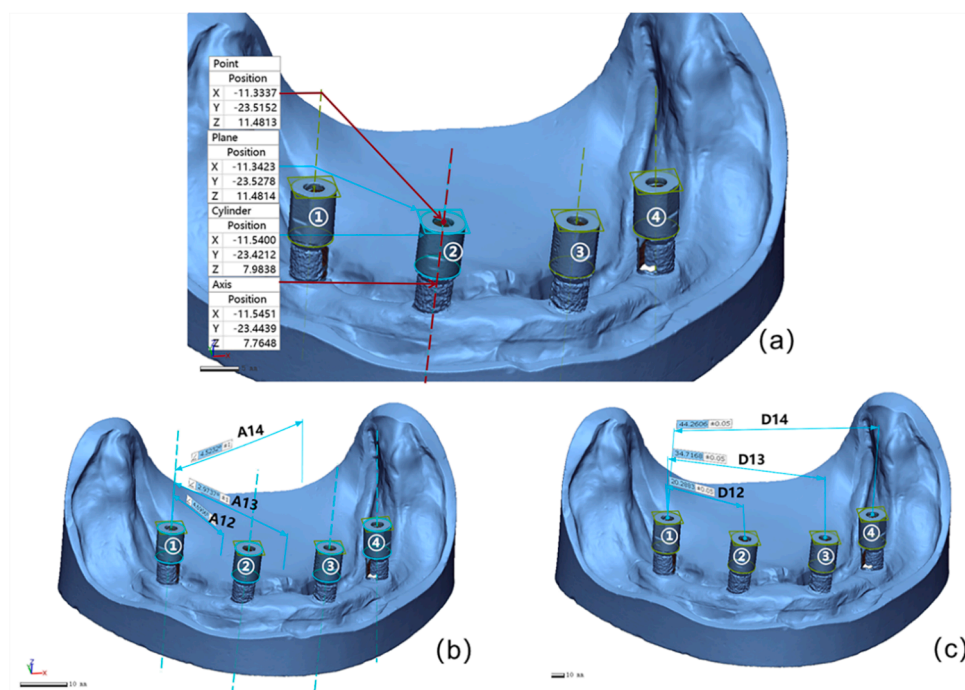 Point
Position
X -11.3337
Y -23.5152
Z 11.4813
Plane
Position
X -11.3423
Y -23.5278
Z 11.4814
Cylinder
Position
X -11.5400
Y -23.4212
Z 7.9838
Axis
Position
X -11.5451
Y -23.4439
Z 7.7648
① ② ③ ④
(a)
A14
A13
A12
① ② ③ ④
10 mm
(b)
44.2606 ±0.05 D14
34.7168 ±0.05 D13
±0.05 D12
① ② ③ ④
10 mm
(c)